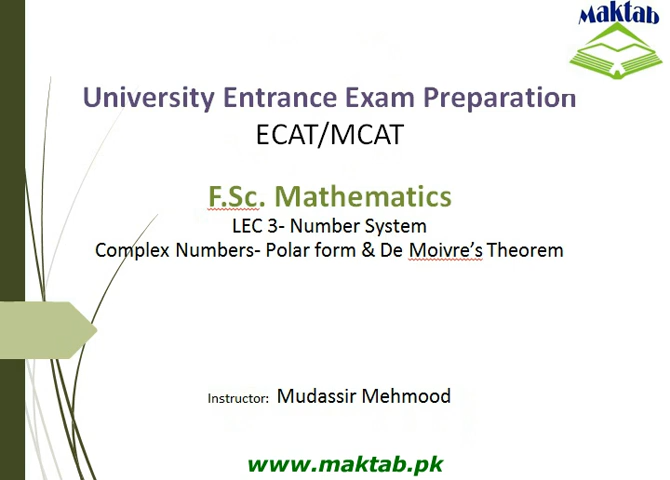 Maktab
University Entrance Exam Preparation
ECAT/MCAT
F.Sc. Mathematics
LEC 3- Number System
Complex Numbers- Polar form & De Moivre’s Theorem
Instructor: Mudassir Mehmood
www.maktab.pk